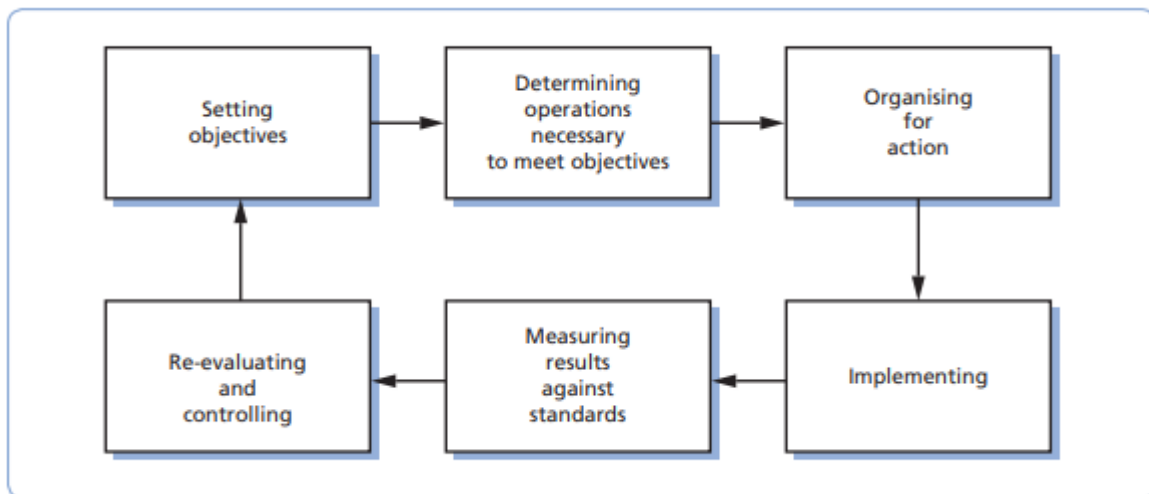 Setting
objectives
Determining
operations
necessary
to meet objectives
Organising
for
action
Re-evaluating
and
controlling
Measuring
results
against
standards
Implementing